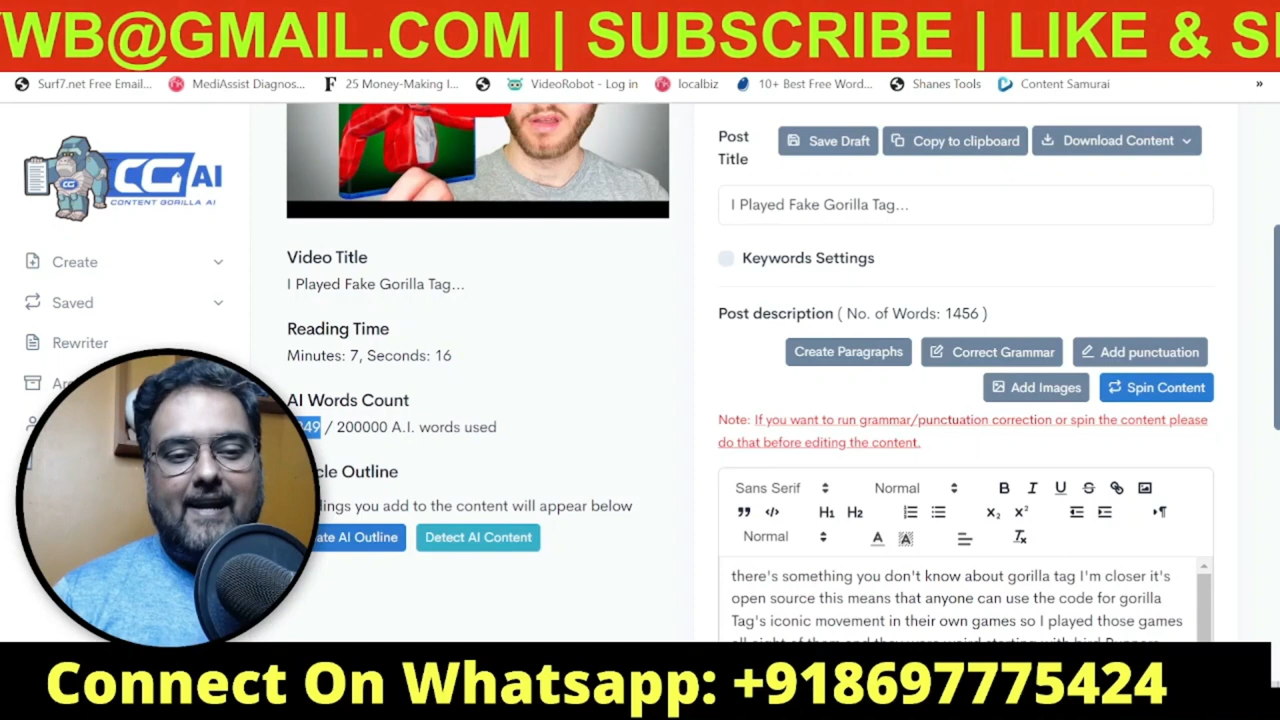 WB@GMAIL.COM | SUBSCRIBE | LIKE & S
Surf7.net Free Email... MediAssist Diagnos... 25 Money-Making I... VideoRobot - Log in localbiz 10+ Best Free Word... Shanes Tools Content Samurai »
CG AI
CG
CONTENT GORILLA AI
Create
Saved
Rewriter
Video Title
I Played Fake Gorilla Tag...
Reading Time
Minutes: 7, Seconds: 16
AI Words Count
49 / 200000 A.I. words used
Outline
you add to the content will appear below
AI Outline
Detect AI Content
Post
Title
Save Draft
Copy to clipboard
Download Content
I Played Fake Gorilla Tag...
Keywords Settings
Post description ( No. of Words: 1456 )
Create Paragraphs
Correct Grammar
Add punctuation
Add Images
Spin Content
Note: If you want to run grammar/punctuation correction or spin the content please
do that before editing the content.
Sans Serif Normal B I U S
H1 H2 X2 X2
Normal A A Tx
there's something you don't know about gorilla tag I'm closer it's
open source this means that anyone can use the code for gorilla
Tag's iconic movement in their own games so I played those games
Connect On Whatsapp: +918697775424